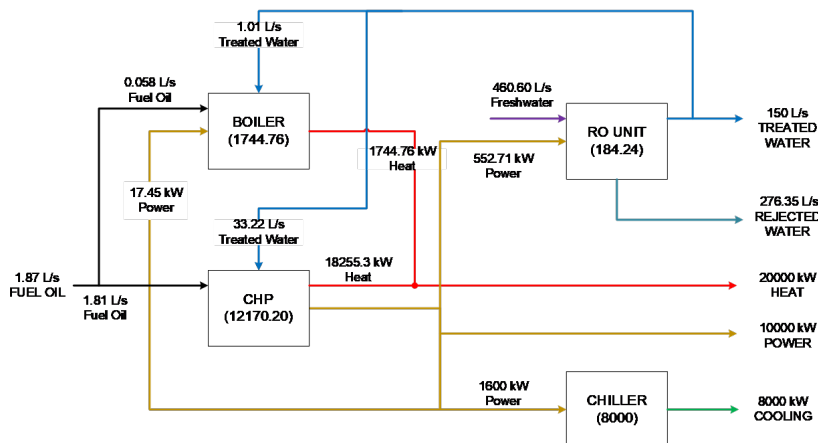 1.01 L/s
Treated Water
0.058 L/s
Fuel Oil
BOILER
(1744.76)
460.60 L/s
Freshwater
RO UNIT
(184.24)
150 L/s
TREATED
WATER
1744.76 kW
Heat
552.71 kW
Power
17.45 kW
Power
276.35 L/s
REJECTED
WATER
33.22 L/s
Treated Water
18255.3 kW
Heat
1.87 L/s
FUEL OIL
1.81 L/s
Fuel Oil
CHP
(12170.20)
20000 kW
HEAT
10000 kW
POWER
1600 kW
Power
CHILLER
(8000)
8000 kW
COOLING